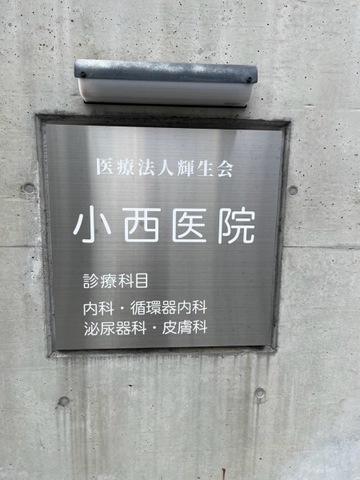 医療法人輝生会
小西医院
診療科目
内科・循環器内科
泌尿器科・皮膚科